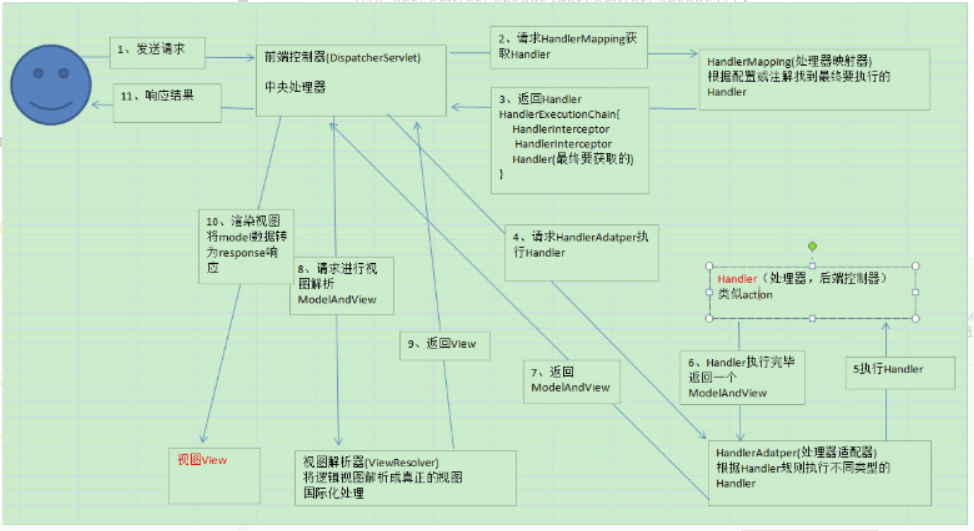 1、发送请求
11、响应结果
前端控制器(DispatcherServlet)
中央处理器
2、请求HandlerMapping获
取Handler
3、返回Handler
HandlerExecutionChain{
HandlerInterceptor
HandlerInterceptor
Handler(最终要获取的)
}
HandlerMapping(处理器映射器)
根据配置或注解找到最终要执行的
Handler
10、渲染视图
将model数据转
为response响
应
8、请求进行视
图解析
ModelAndView
4、请求HandlerAdatper执
行Handler
Handler（处理器，后端控制器）
类似action
9、返回View
7、返回
ModelAndView
6、Handler执行完毕
返回一个
ModelAndView
5执行Handler
视图View
视图解析器(ViewResolver)
将逻辑视图解析成真正的视图
国际化处理
HandlerAdatper(处理器适配器)
根据Handler规则执行不同类型的
Handler